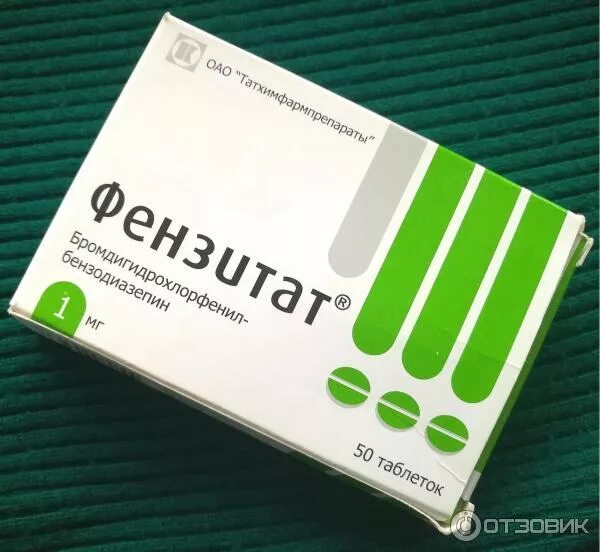 ОАО "Татхимфармпрепараты"
Фензитат®
Бромдигидрохлорфенил-
бензодиазепин
1 мг
50 таблеток
ОТЗОВИК